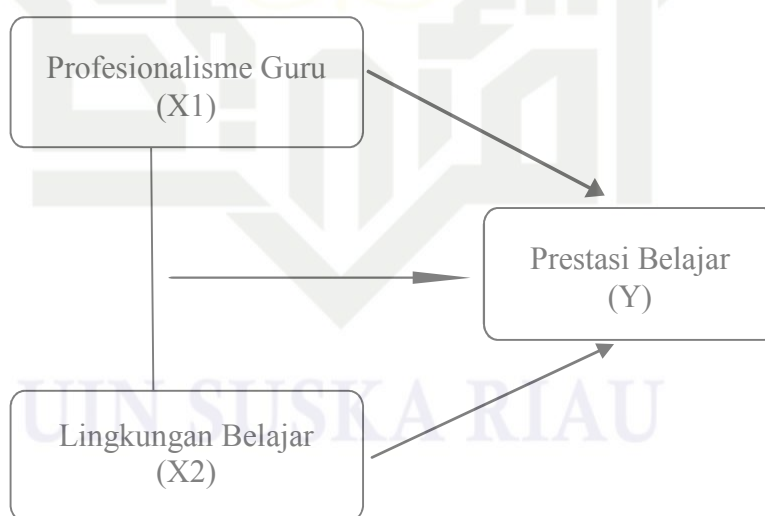 Profesionalisme Guru
(X1)
Prestasi Belajar
(Y)
UIN SUSKA RIAU
Lingkungan Belajar
(X2)